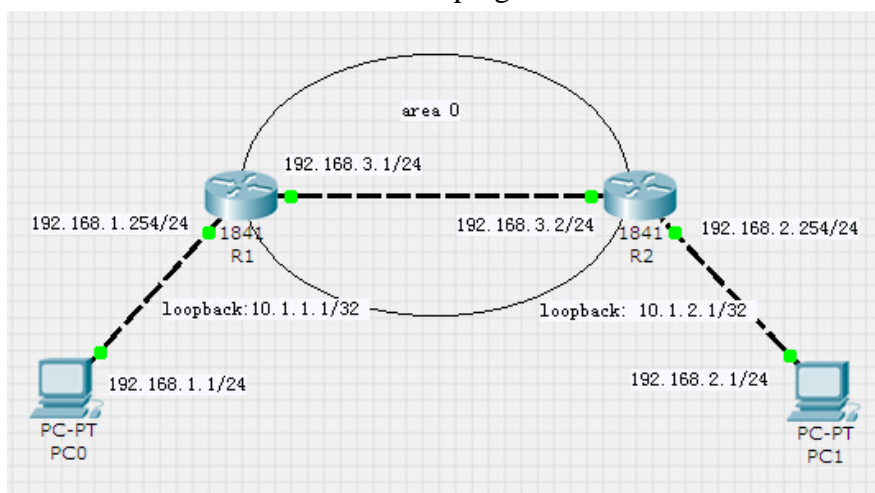 ping
area 0
192.168.3.1/24
192.168.1.254/24
192.168.3.2/24
192.168.2.254/24
1841
R1
1841
R2
loopback:10.1.1.1/32
loopback: 10.1.2.1/32
192.168.1.1/24
192.168.2.1/24
PC-PT
PC0
PC-PT
PC1